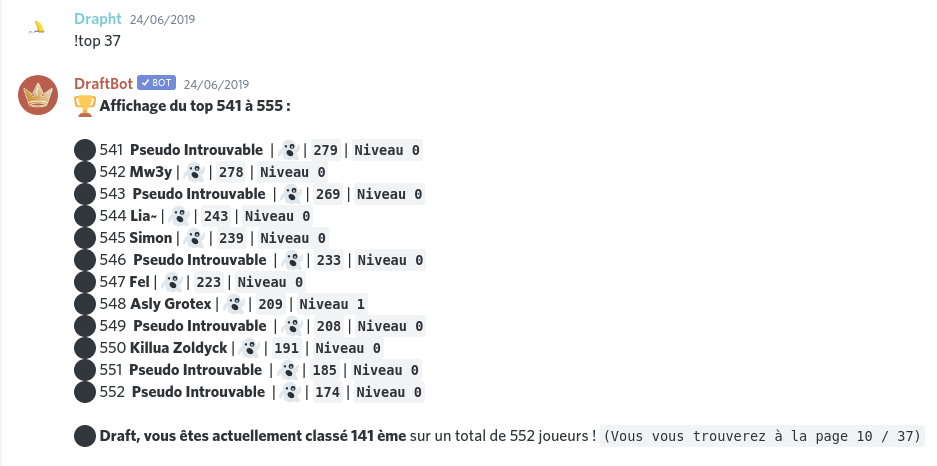 Drapht 24/06/2019
!top 37
DraftBot ✓ BOT 24/06/2019
🏆 Affichage du top 541 à 555 :
541 Pseudo Introuvable | 👻 | 279 | Niveau 0
542 Mw3y | 👻 | 278 | Niveau 0
543 Pseudo Introuvable | 👻 | 269 | Niveau 0
544 Lia~ | 👻 | 243 | Niveau 0
545 Simon | 👻 | 239 | Niveau 0
546 Pseudo Introuvable | 👻 | 233 | Niveau 0
547 Fel | 👻 | 223 | Niveau 0
548 Asly Grotex | 👻 | 209 | Niveau 1
549 Pseudo Introuvable | 👻 | 208 | Niveau 0
550 Killua Zoldyck | 👻 | 191 | Niveau 0
551 Pseudo Introuvable | 👻 | 185 | Niveau 0
552 Pseudo Introuvable | 👻 | 174 | Niveau 0
Draft, vous êtes actuellement classé 141 ème sur un total de 552 joueurs ! (Vous vous trouverez à la page 10 / 37)